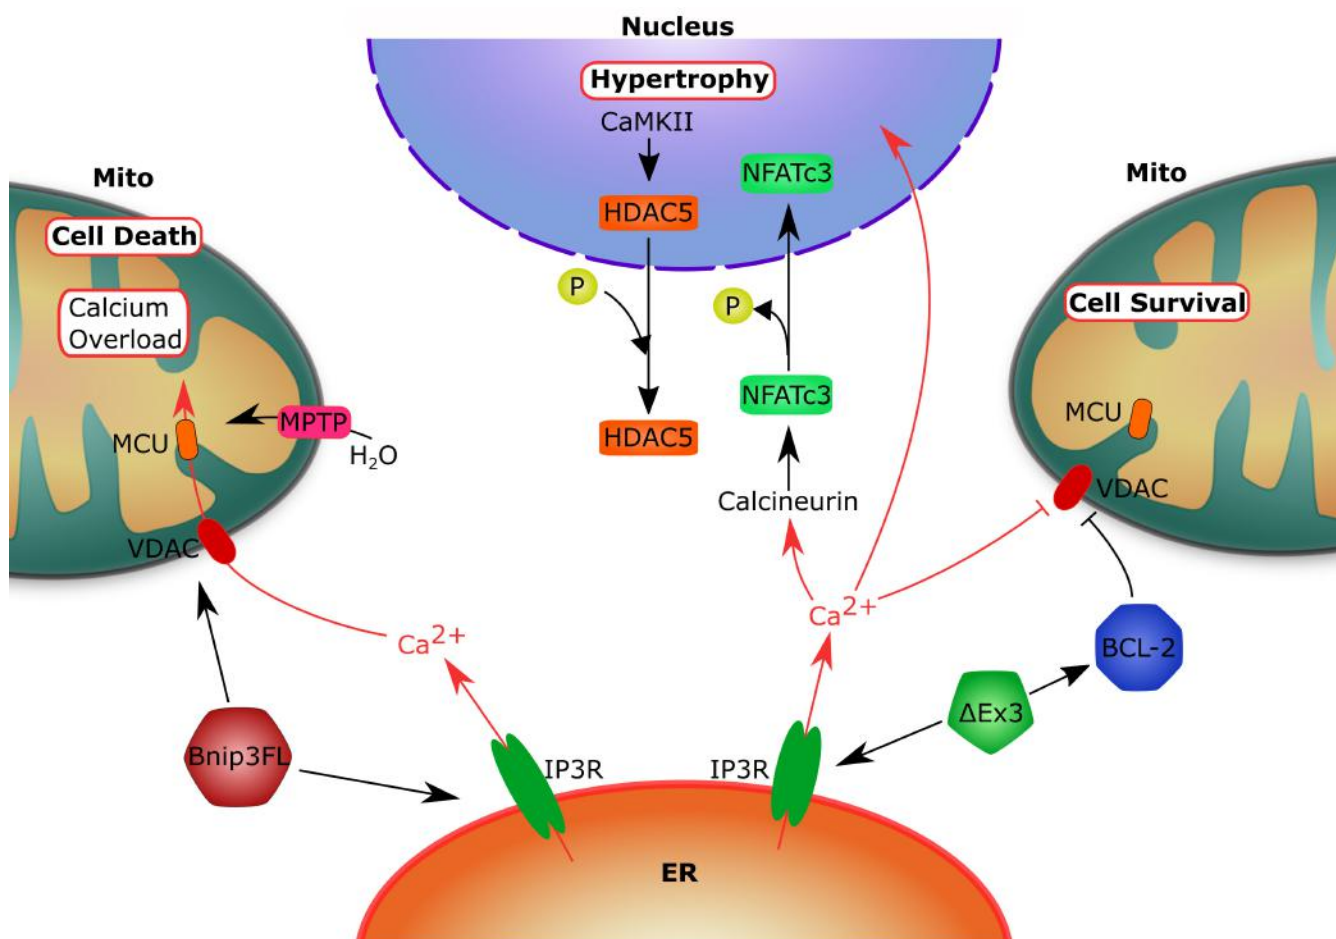 Nucleus
Hypertrophy
CaMKII
HDAC5
NFATc3
P
P
HDAC5
NFATc3
Calcineurin
Mito
Cell Death
Calcium
Overload
MCU
MPTP
H₂O
VDAC
Mito
Cell Survival
MCU
VDAC
Ca²⁺
Ca²⁺
BCL-2
ΔEx3
Bnip3FL
IP3R
IP3R
ER